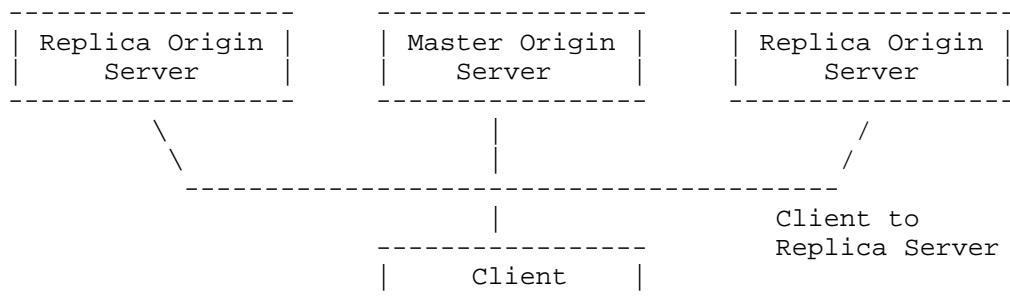 ------------------     -----------------     ------------------
| Replica Origin |     | Master Origin |     | Replica Origin |
|     Server     |     |    Server     |     |     Server     |
------------------     -----------------     ------------------
         \                    |                      /
          \                   |                     /
           -----------------------------------------
                              |                 Client to
                       -----------------        Replica Server
                       |     Client    |